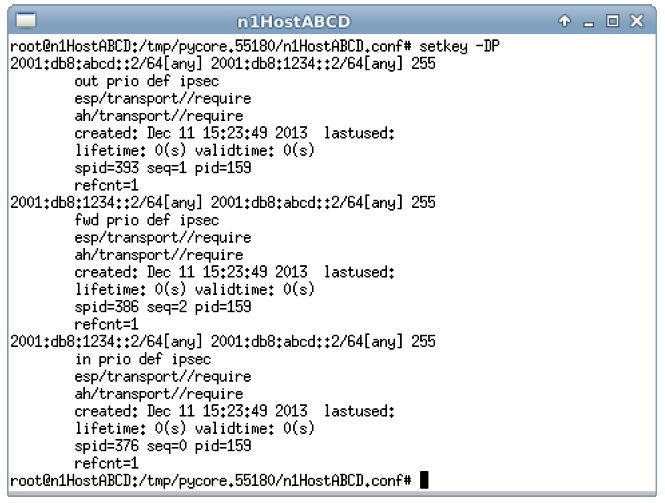 n1HostABCD
root@n1HostABCD:/tmp/pycore.55180/n1HostABCD.conf# setkey -DP
2001:db8:abcd::2/64[any] 2001:db8:1234::2/64[any] 255
        out prio def ipsec
        esp/transport//require
        ah/transport//require
        created: Dec 11 15:23:49 2013  lastused:
        lifetime: 0(s) validtime: 0(s)
        spid=393 seq=1 pid=159
        refcnt=1
2001:db8:1234::2/64[any] 2001:db8:abcd::2/64[any] 255
        fwd prio def ipsec
        esp/transport//require
        ah/transport//require
        created: Dec 11 15:23:49 2013  lastused:
        lifetime: 0(s) validtime: 0(s)
        spid=386 seq=2 pid=159
        refcnt=1
2001:db8:1234::2/64[any] 2001:db8:abcd::2/64[any] 255
        in prio def ipsec
        esp/transport//require
        ah/transport//require
        created: Dec 11 15:23:49 2013  lastused:
        lifetime: 0(s) validtime: 0(s)
        spid=376 seq=0 pid=159
        refcnt=1
root@n1HostABCD:/tmp/pycore.55180/n1HostABCD.conf#